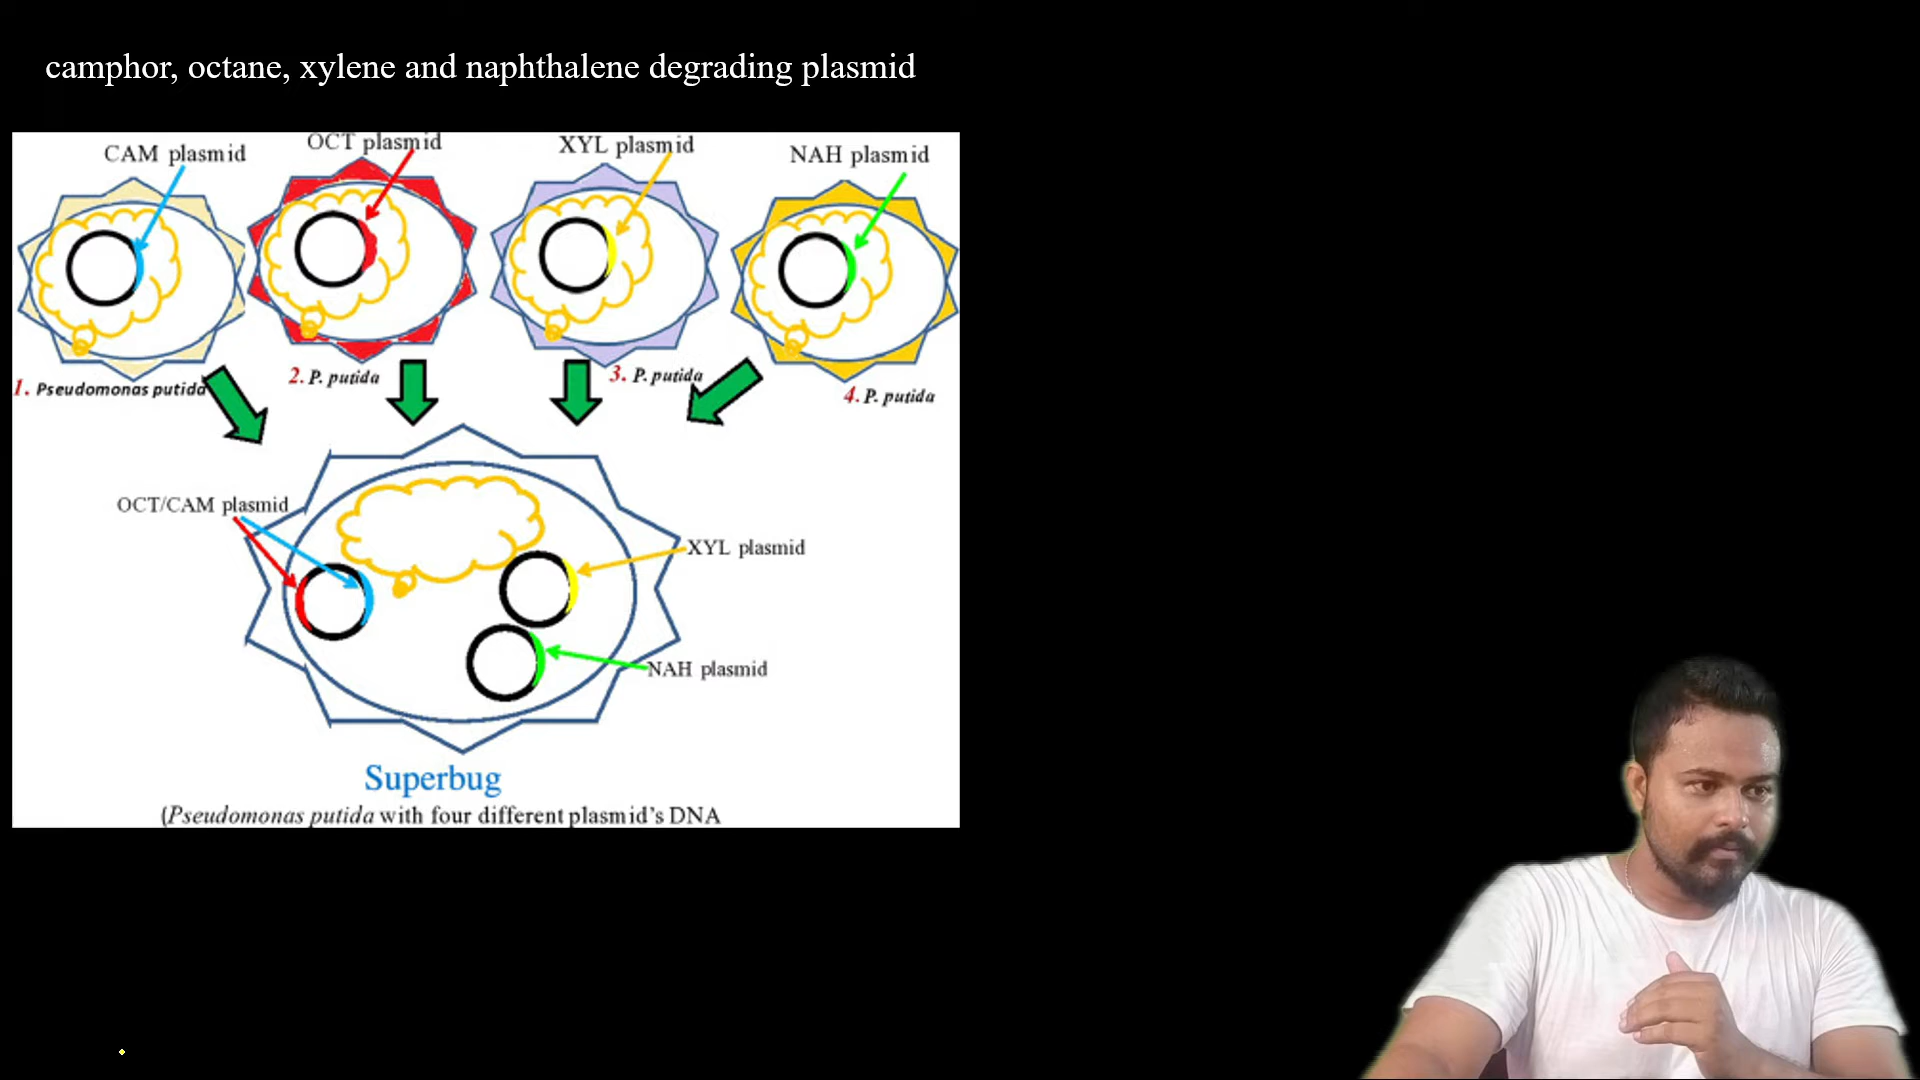 camphor, octane, xylene and naphthalene degrading plasmid
CAM plasmid
OCT plasmid
XYL plasmid
NAH plasmid
1. Pseudomonas putida
2. P. putida
3. P. putida
4. P. putida
OCT/CAM plasmid
XYL plasmid
NAH plasmid
Superbug
(Pseudomonas putida with four different plasmid's DNA